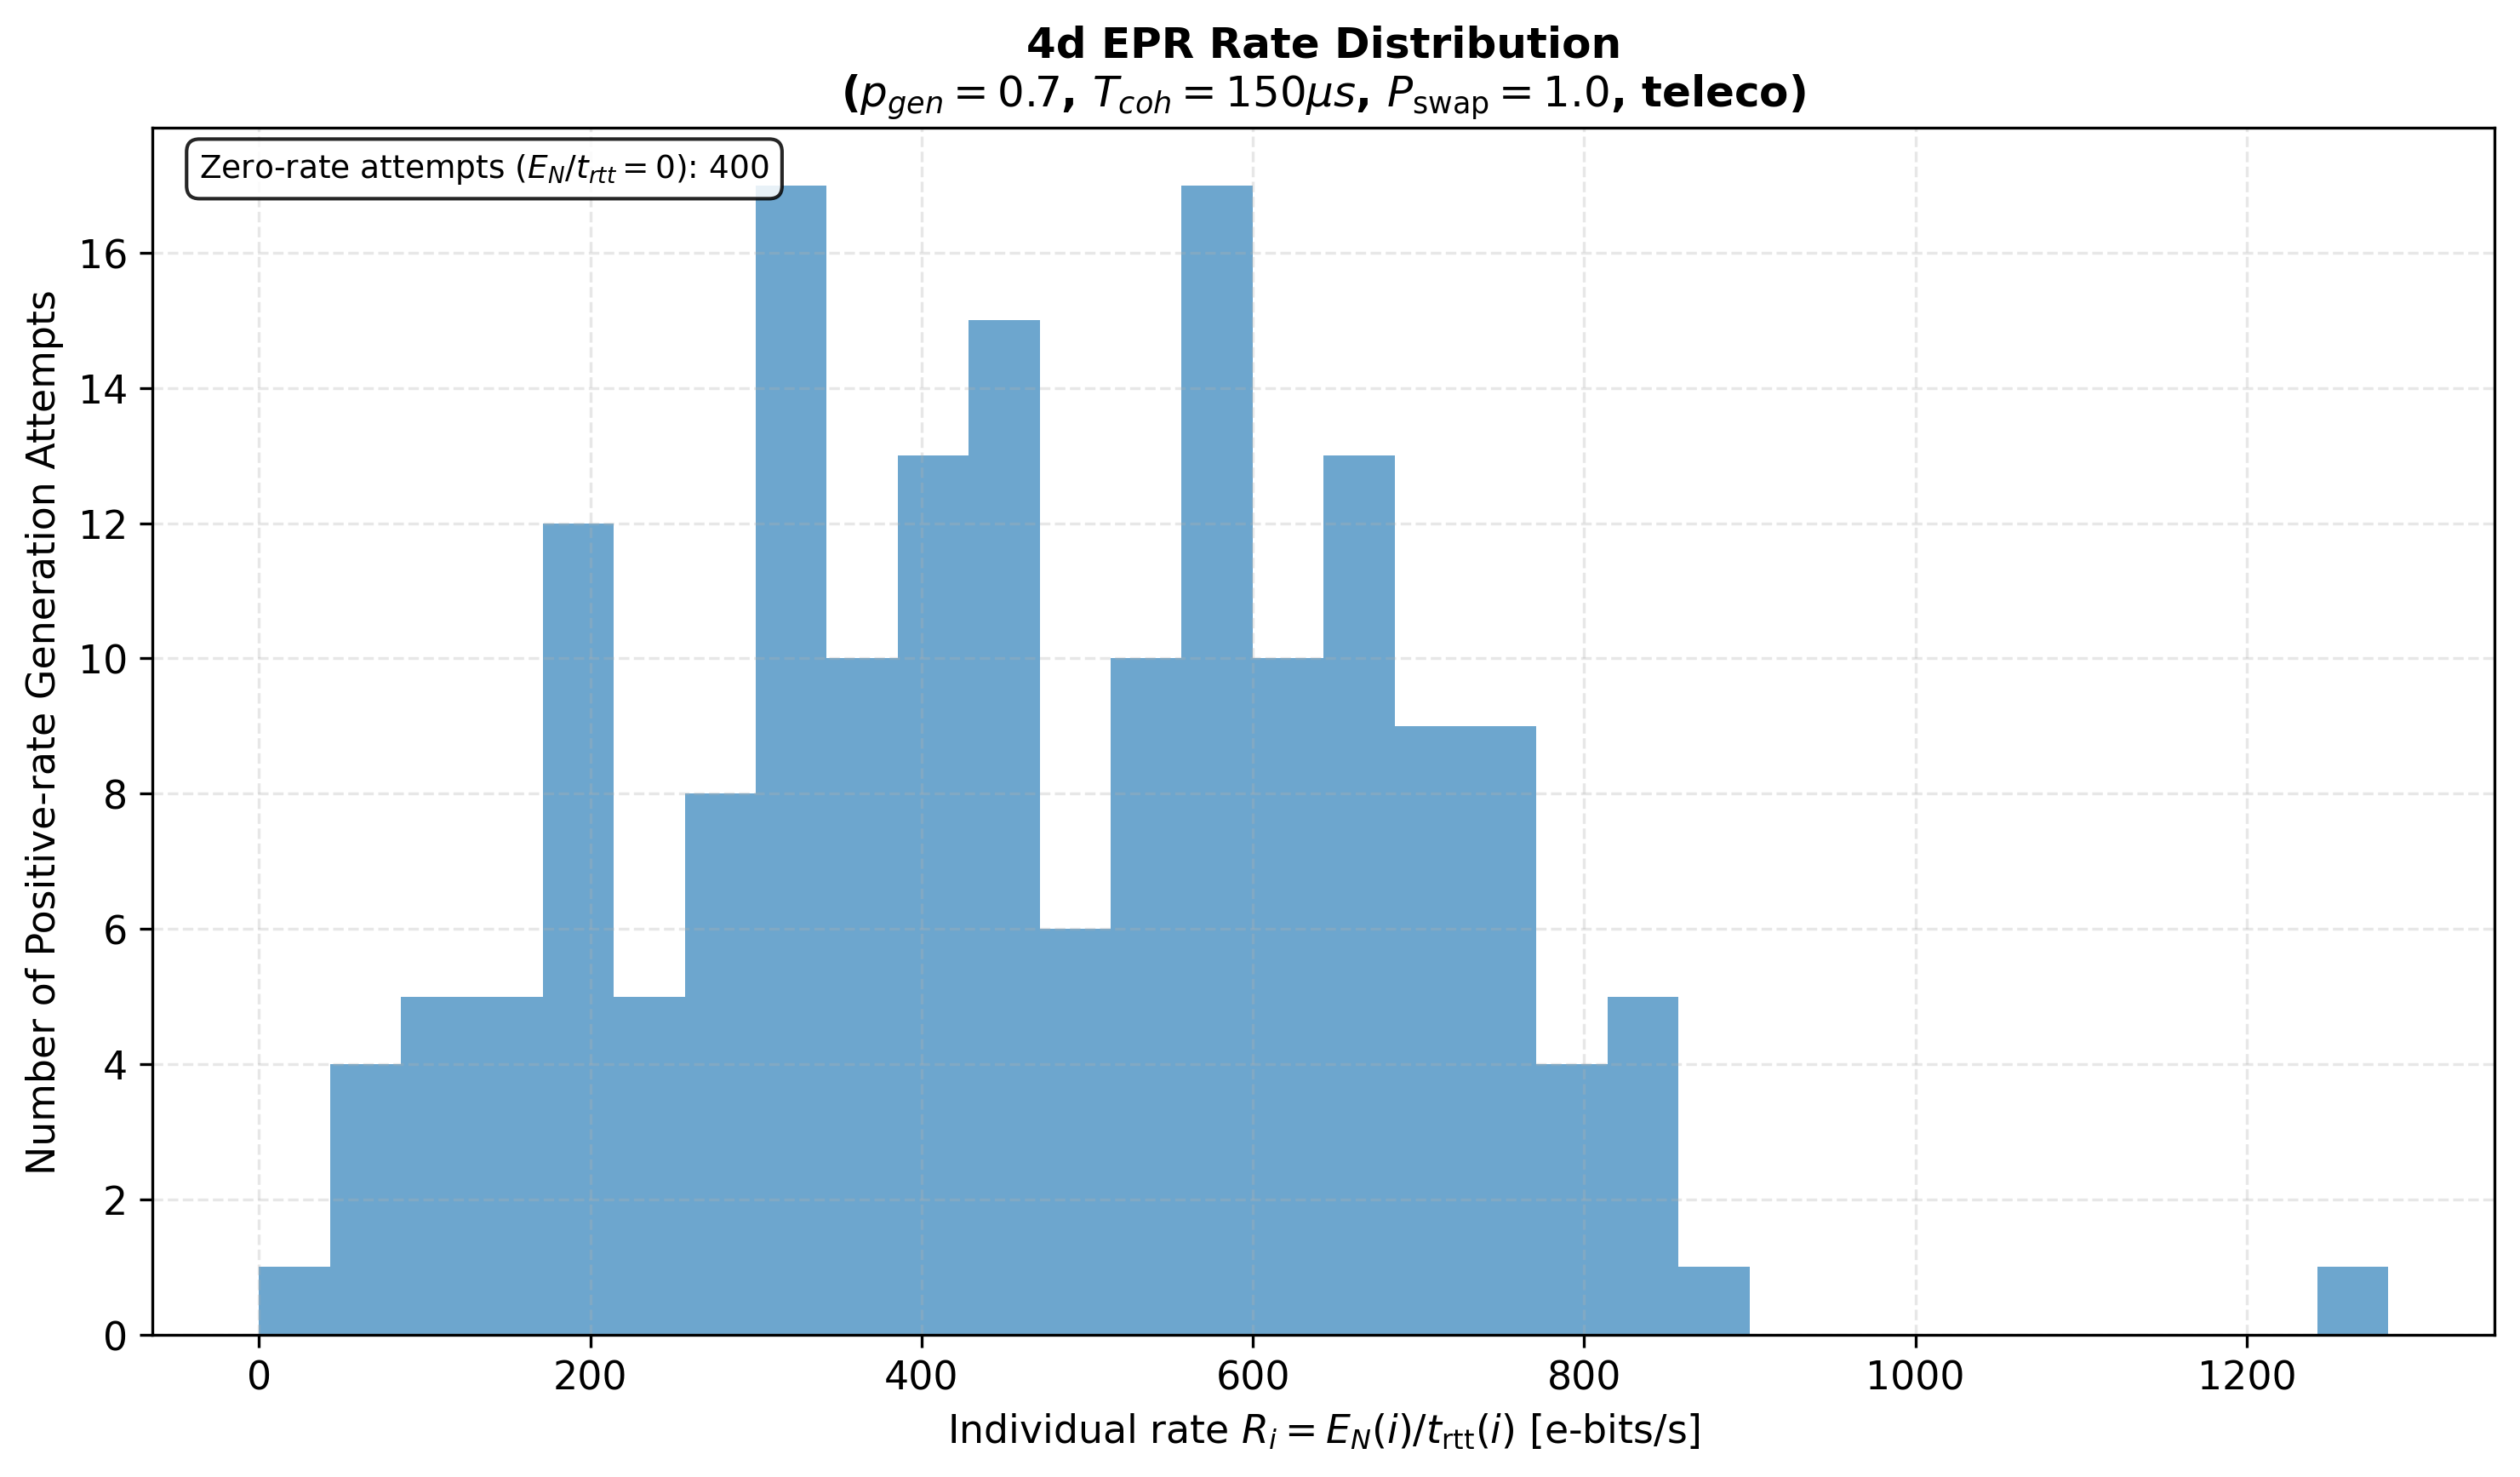 4d EPR Rate Distribution
(p_gen = 0.7, T_coh = 150μs, P_swap = 1.0, teleco)
Zero-rate attempts (E_N/t_rtt = 0): 400
Number of Positive-rate Generation Attempts
16
14
12
10
8
6
4
2
0
0 200 400 600 800 1000 1200
Individual rate R_i = E_N(i)/t_rtt(i) [e-bits/s]